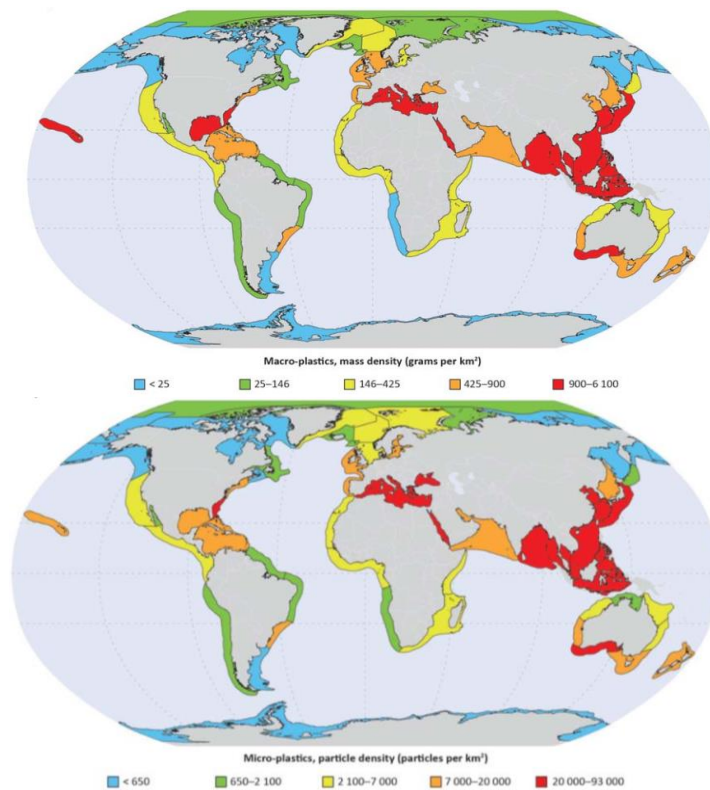 Macro-plastics, mass density (grams per km²)
< 25 25–146 146–425 425–900 900–6 100
Micro-plastics, particle density (particles per km²)
< 650 650–2 100 2 100–7 000 7 000–20 000 20 000–93 000